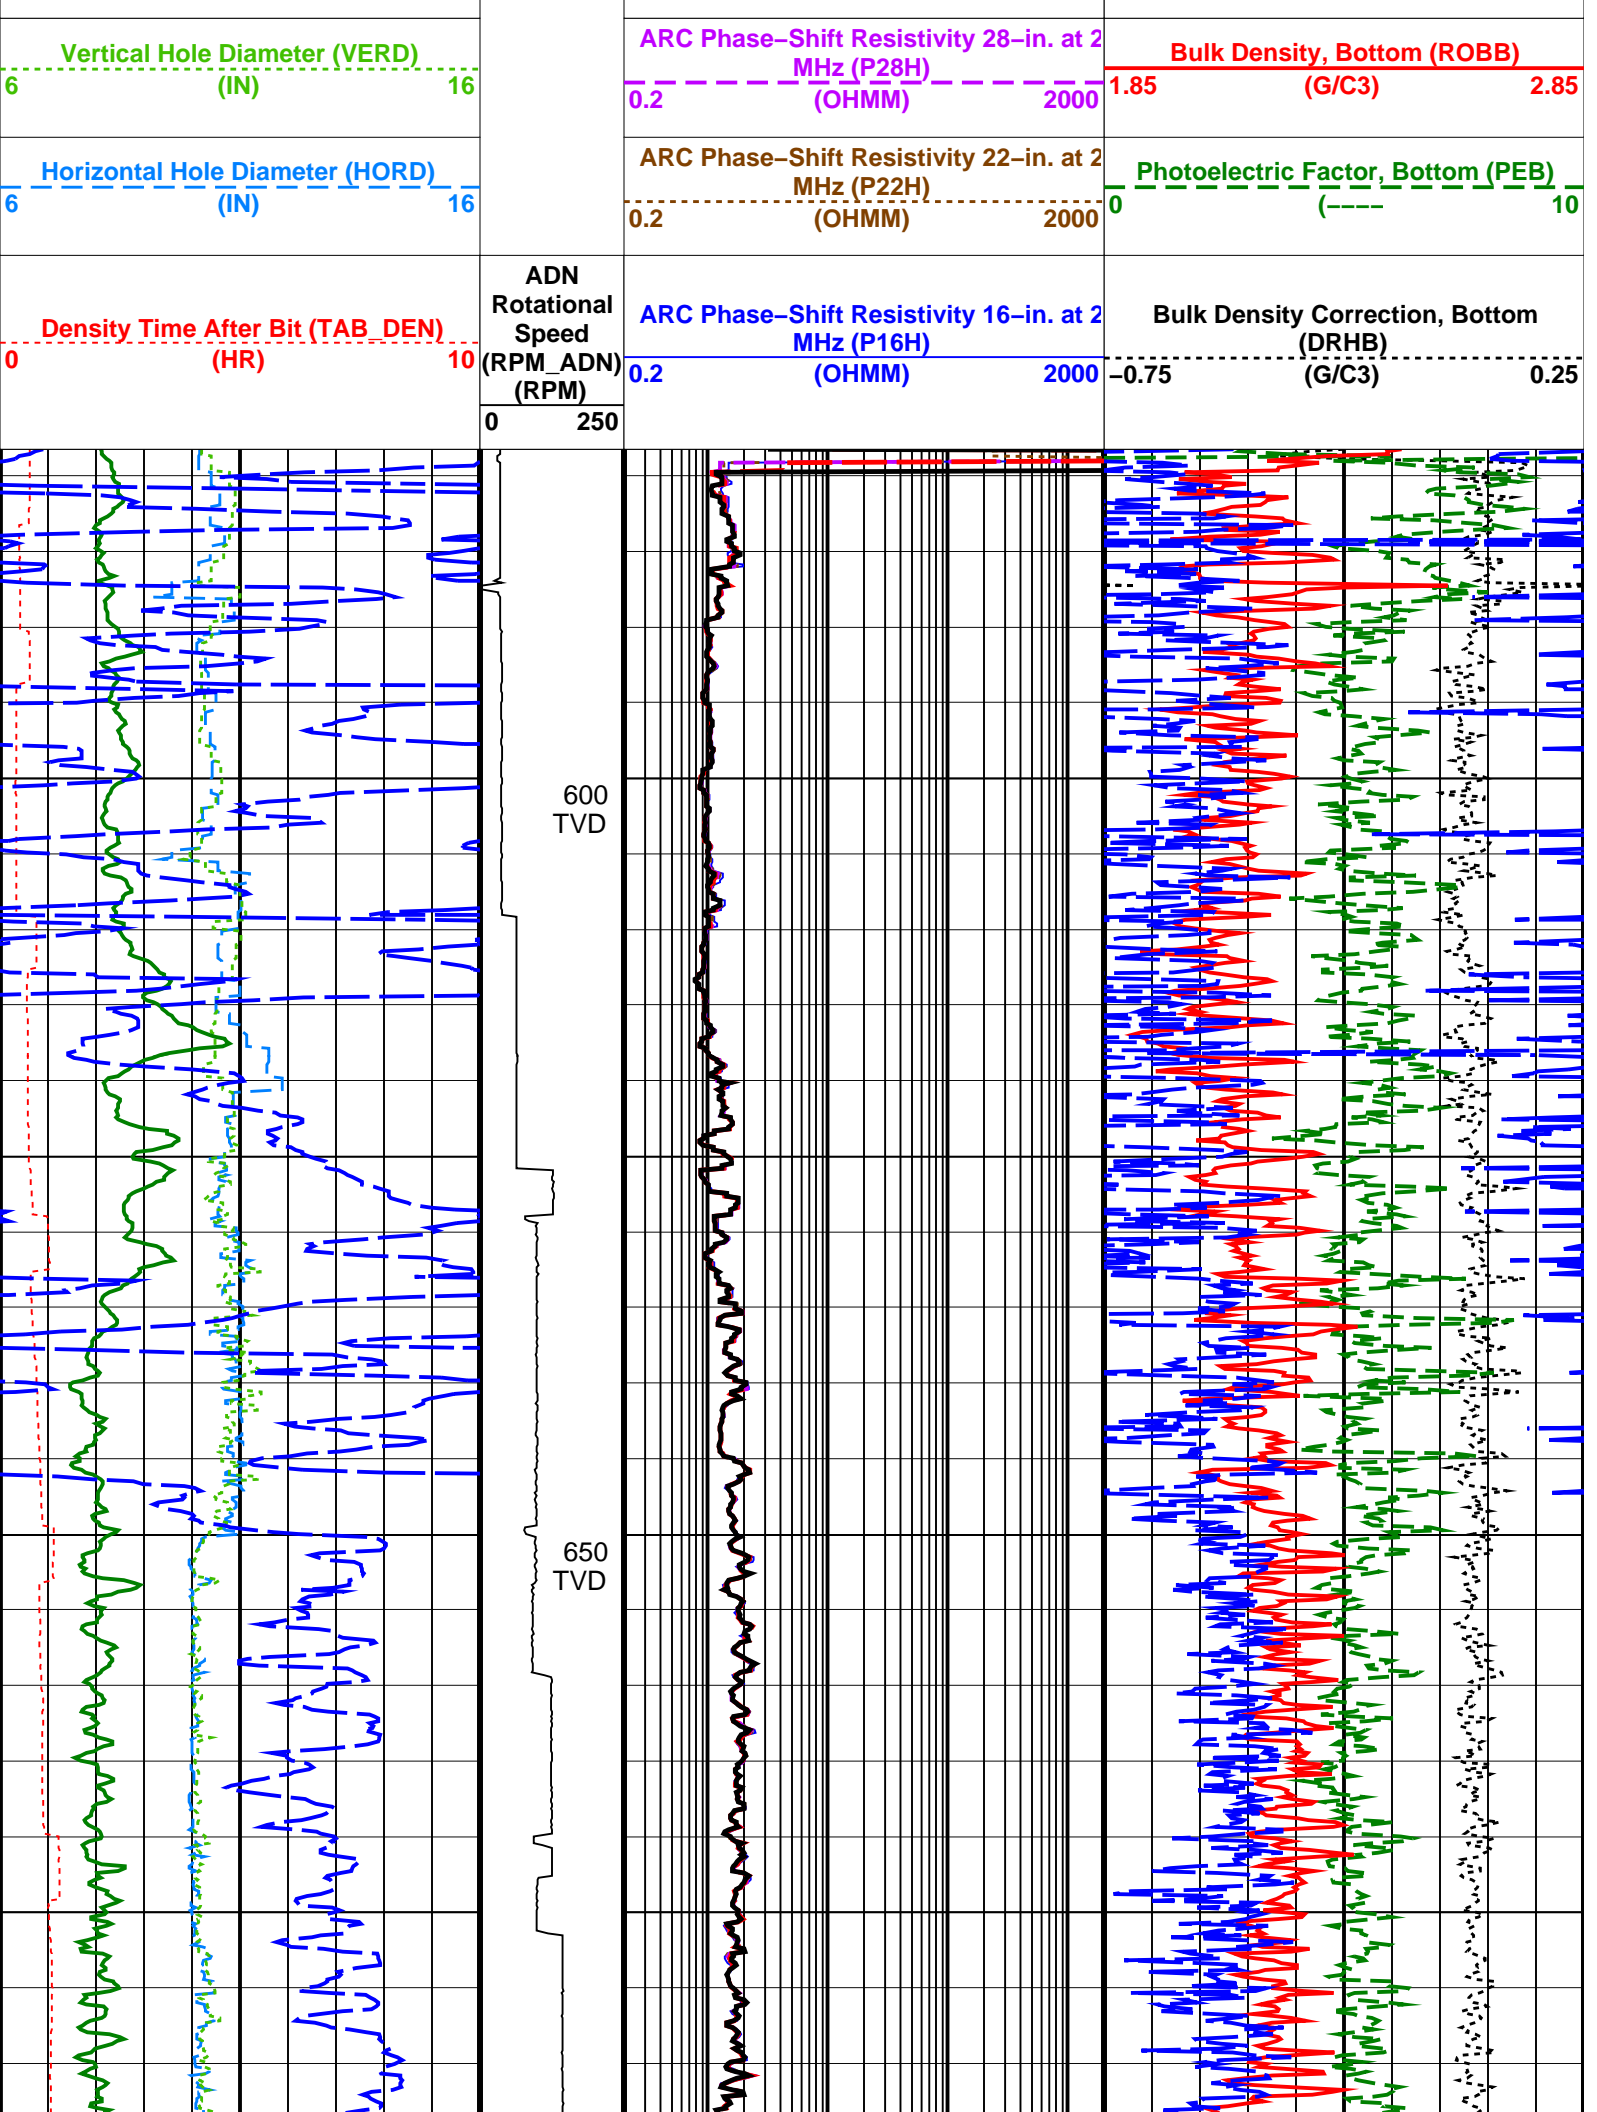 Vertical Hole Diameter (VERD)
6 (IN) 16
Horizontal Hole Diameter (HORD)
6 (IN) 16
Density Time After Bit (TAB_DEN)
0 (HR) 10
ADN
Rotational
Speed
(RPM_ADN)
(RPM)
0 250
ARC Phase–Shift Resistivity 28–in. at 2
MHz (P28H)
0.2 (OHMM) 2000
ARC Phase–Shift Resistivity 22–in. at 2
MHz (P22H)
0.2 (OHMM) 2000
ARC Phase–Shift Resistivity 16–in. at 2
MHz (P16H)
0.2 (OHMM) 2000
Bulk Density, Bottom (ROBB)
1.85 (G/C3) 2.85
Photoelectric Factor, Bottom (PEB)
0 (–––– 10
Bulk Density Correction, Bottom
(DRHB)
–0.75 (G/C3) 0.25
600
TVD
650
TVD